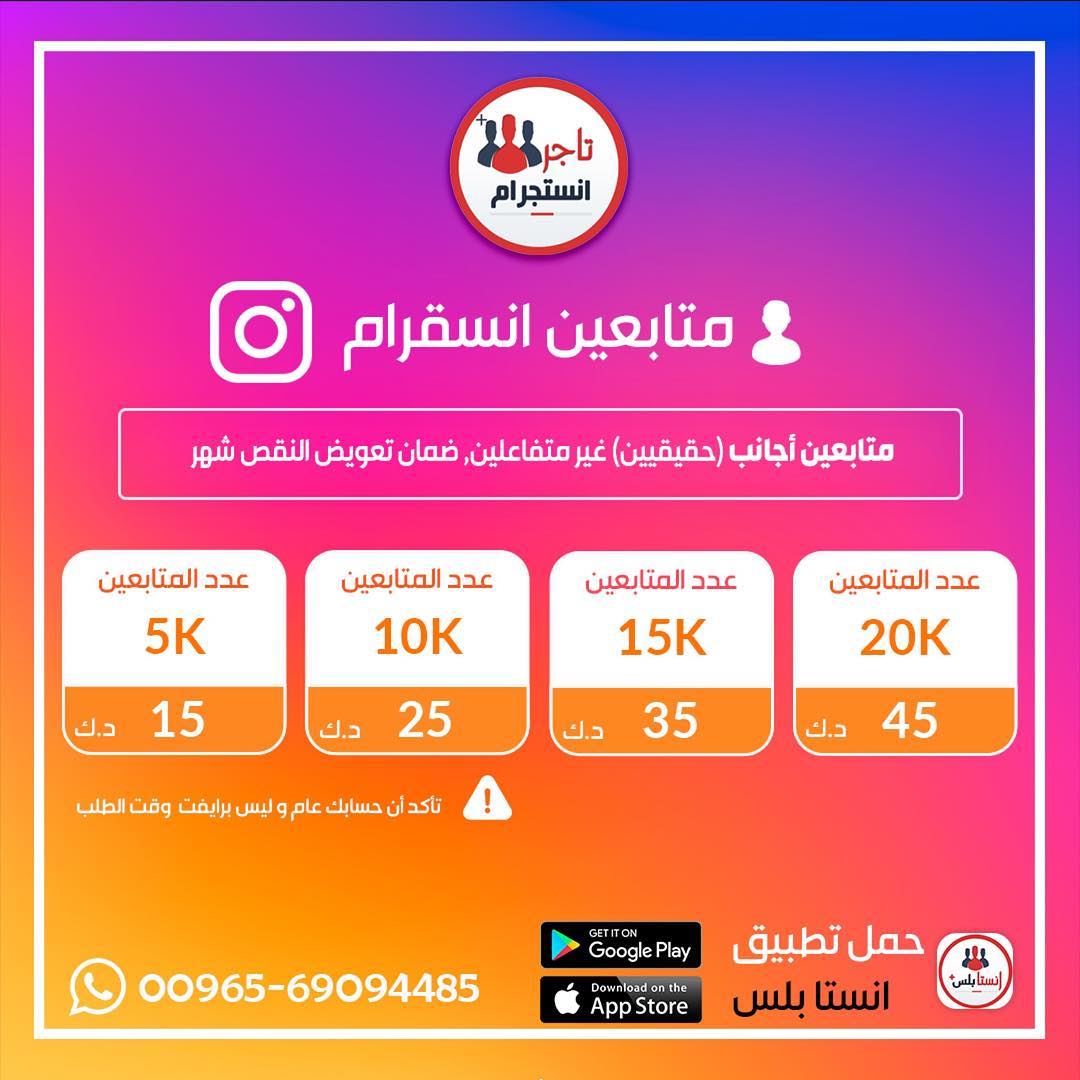 تاجر
انستجرام
متابعين انسقرام
متابعين أجانب (حقيقيين) غير متفاعلين, ضمان تعويض النقص شهر
عدد المتابعين
5K
15 د.ك
عدد المتابعين
10K
25 د.ك
عدد المتابعين
15K
35 د.ك
عدد المتابعين
20K
45 د.ك
تأكد أن حسابك عام و ليس برايفت وقت الطلب
حمل تطبيق
انستا بلس
إنستا بلس+
GET IT ON
Google Play
Download on the
App Store
00965-69094485